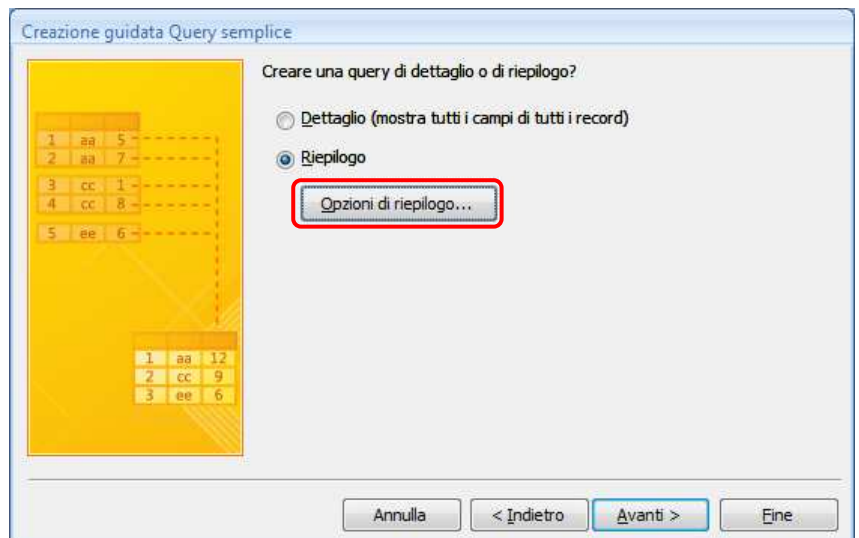 Creazione guidata Query semplice
Creare una query di dettaglio o di riepilogo?
Dettaglio (mostra tutti i campi di tutti i record)
Riepilogo
Opzioni di riepilogo...
1 aa 5
2 aa 7
3 cc 1
4 cc 8
5 ee 6
1 aa 12
2 cc 9
3 ee 6
Annulla
< Indietro
Avanti >
Fine